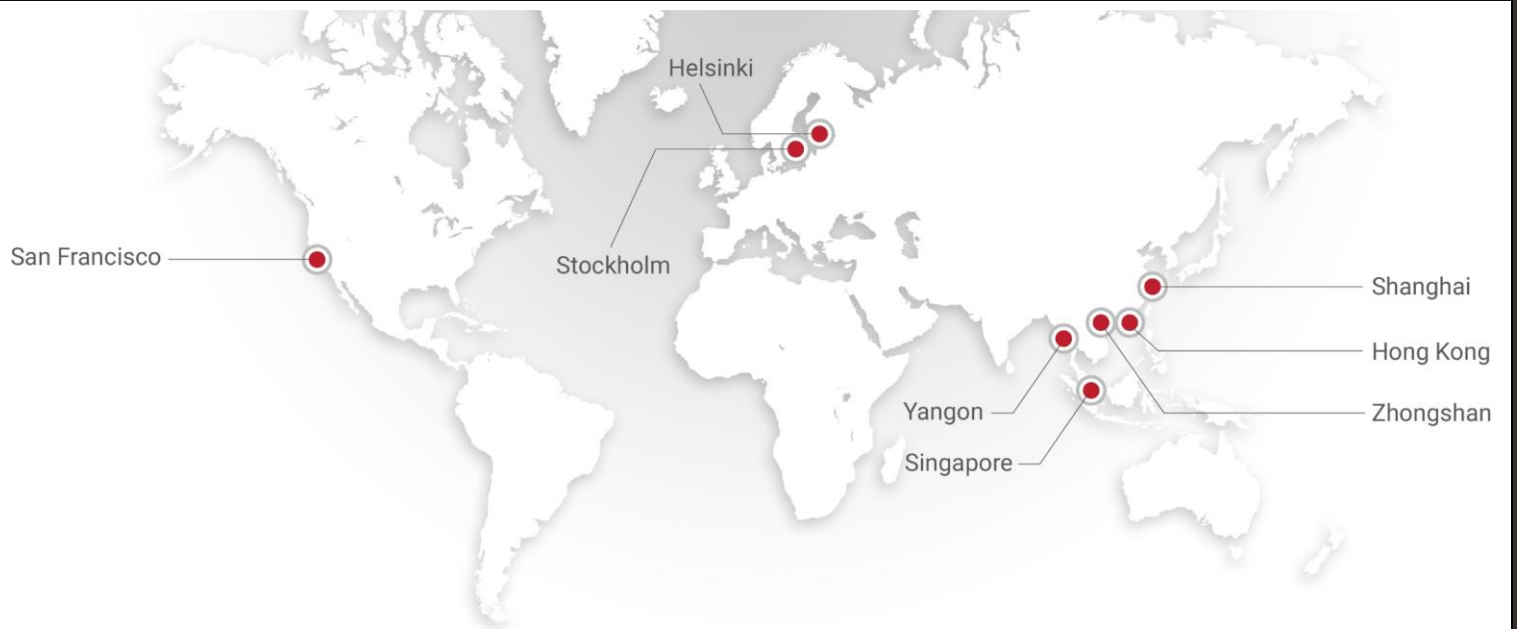 Helsinki
San Francisco
Stockholm
Shanghai
Hong Kong
Yangon
Zhongshan
Singapore